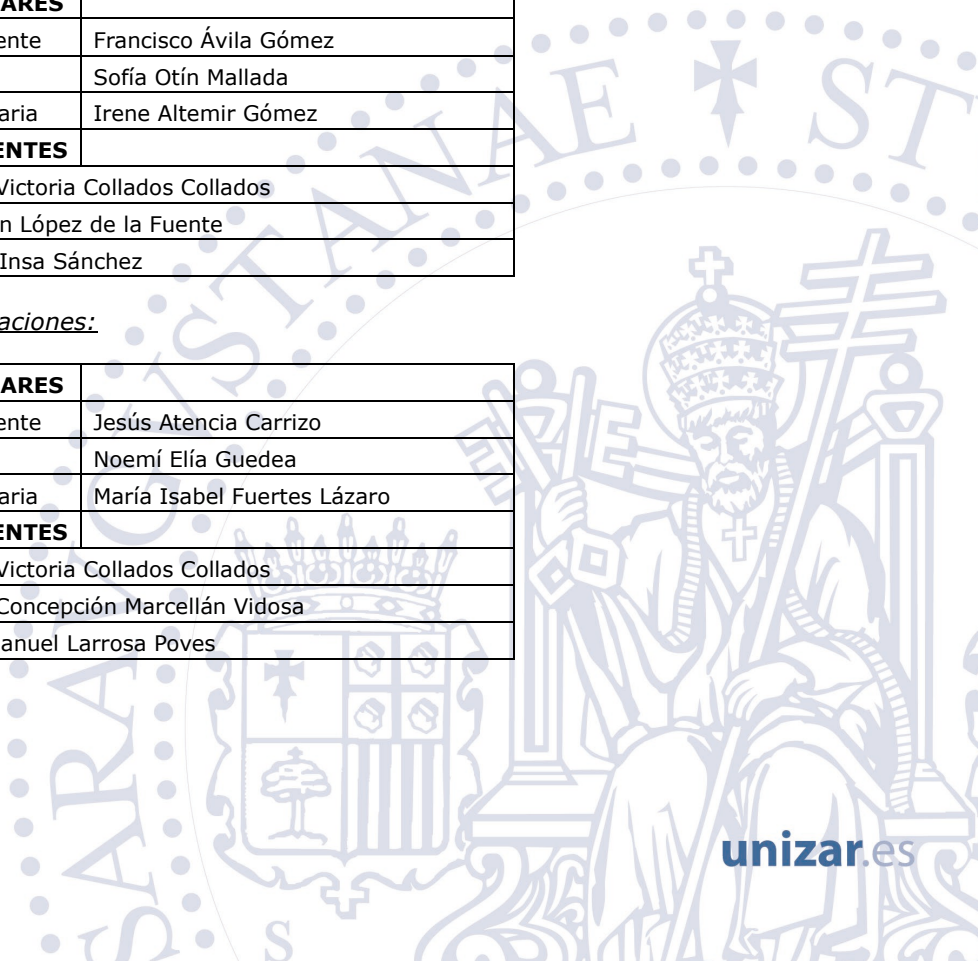 ARES
ente Francisco Ávila Gómez
Sofía Otín Mallada
aria Irene Altemir Gómez
ENTES
Victoria Collados Collados
n López de la Fuente
Insa Sánchez
aciones:
ARES
ente Jesús Atencia Carrizo
Noemí Elía Guedea
aria María Isabel Fuertes Lázaro
ENTES
Victoria Collados Collados
Concepción Marcellán Vidosa
anuel Larrosa Poves
SARAVGVSTANAE ST
S
unizar.es